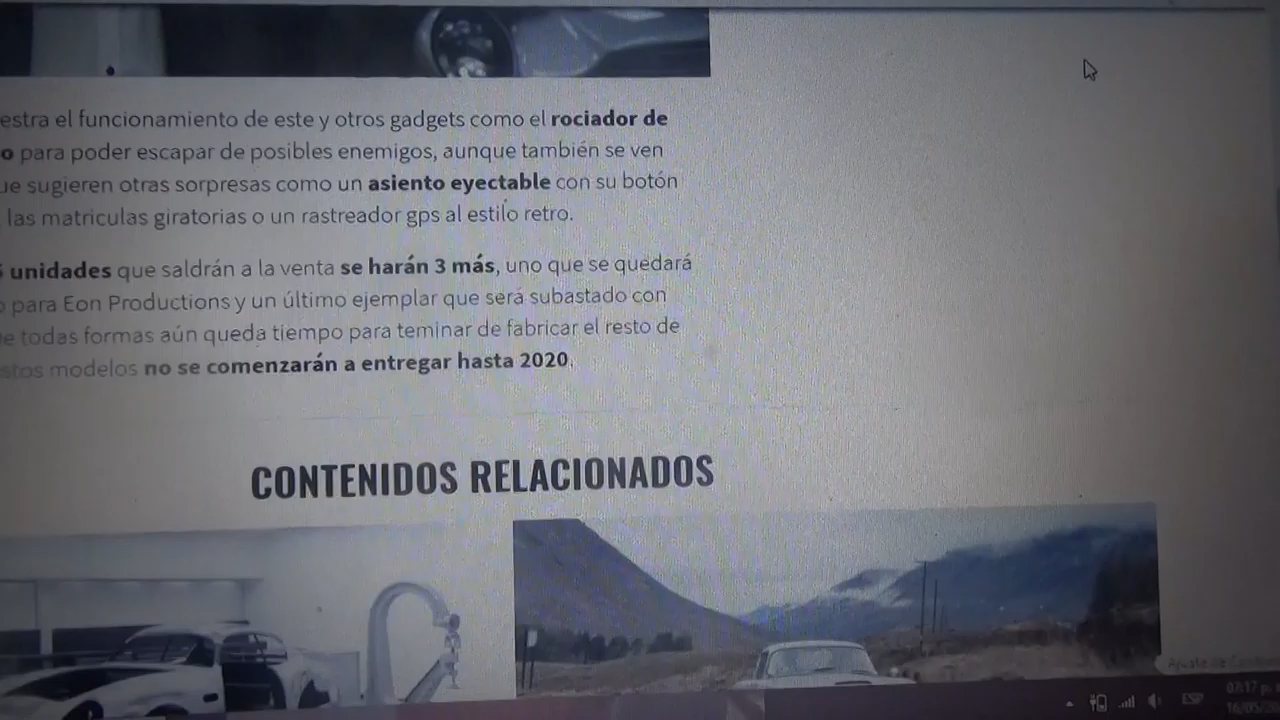 estra el funcionamiento de este y otros gadgets como el rociador de
o para poder escapar de posibles enemigos, aunque también se ven
ue sugieren otras sorpresas como un asiento eyectable con su botón
las matriculas giratorias o un rastreador gps al estilo retro.
unidades que saldrán a la venta se harán 3 más, uno que se quedará
o para Eon Productions y un último ejemplar que será subastado con
e todas formas aún queda tiempo para teminar de fabricar el resto de
stos modelos no se comenzarán a entregar hasta 2020.
CONTENIDOS RELACIONADOS
ESP
07:17 p.